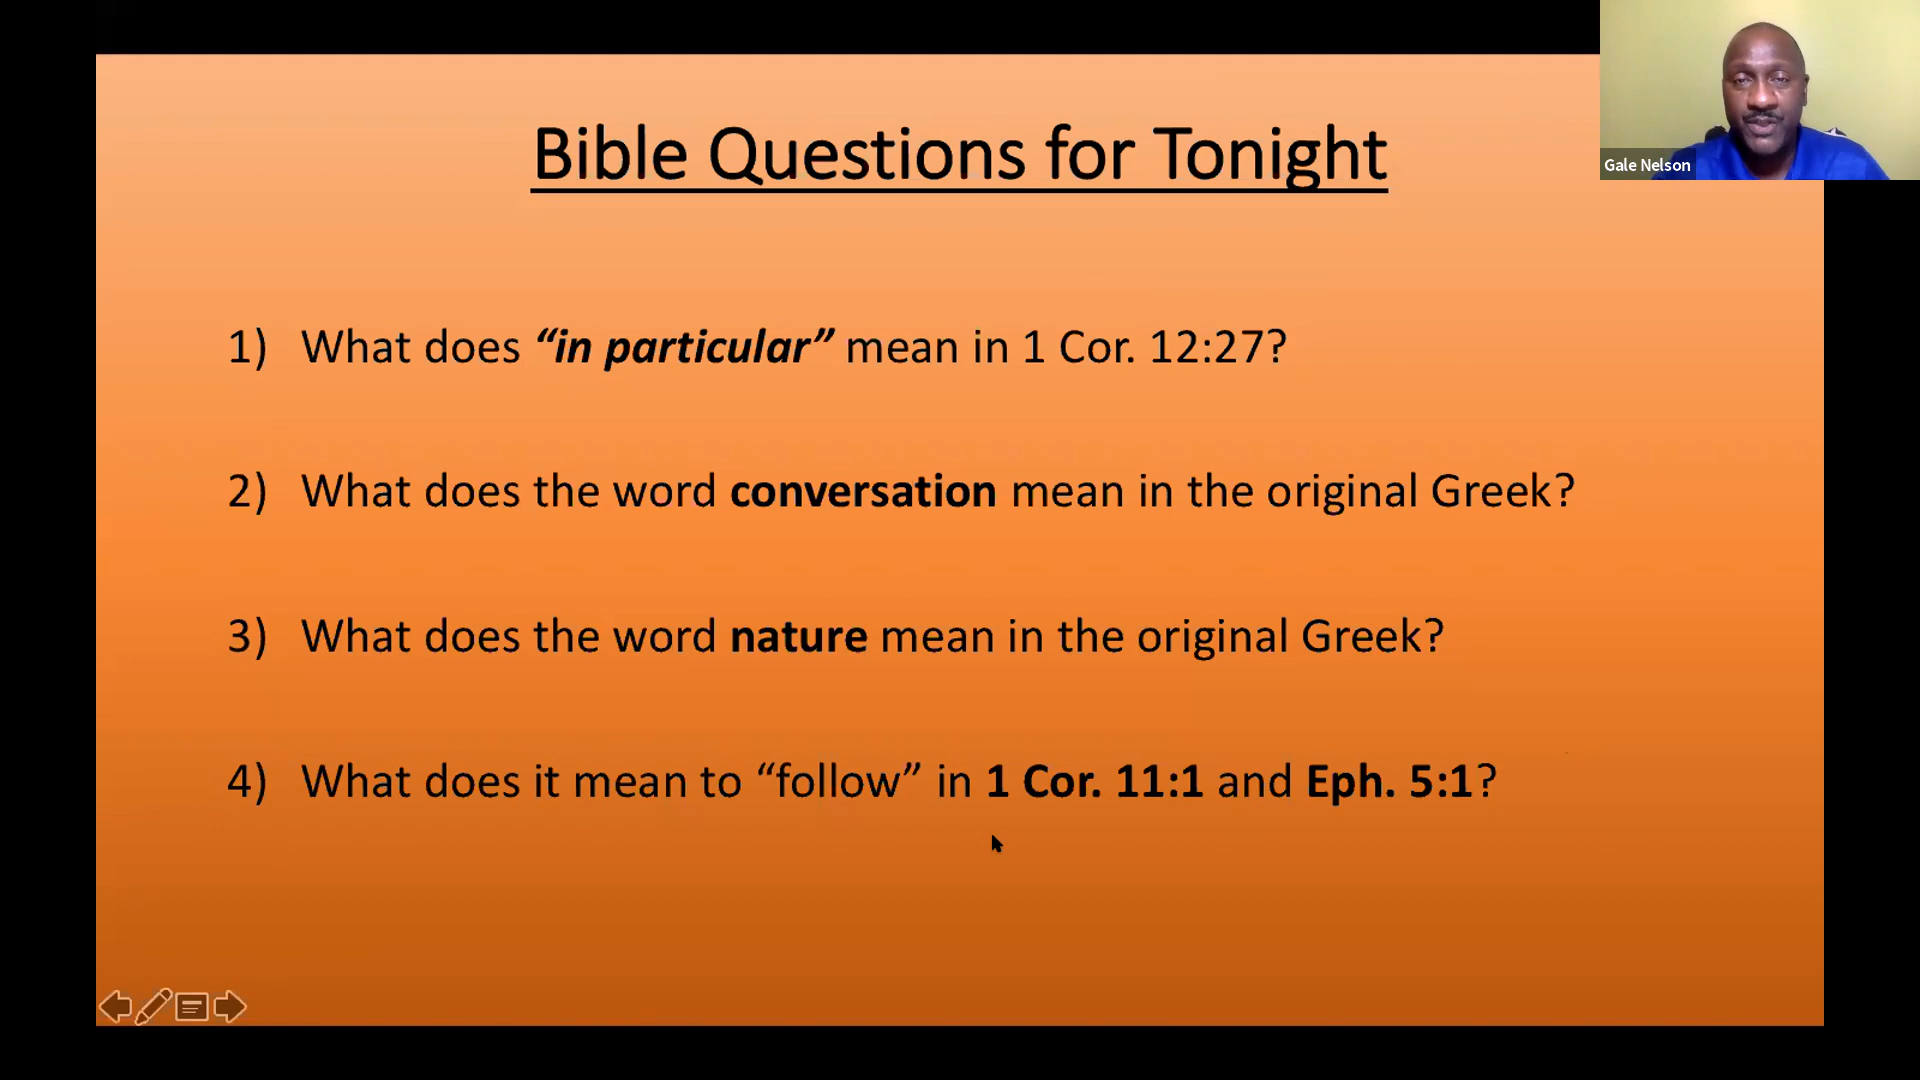 Bible Questions for Tonight
Gale Nelson
1) What does “in particular” mean in 1 Cor. 12:27?
2) What does the word conversation mean in the original Greek?
3) What does the word nature mean in the original Greek?
4) What does it mean to “follow” in 1 Cor. 11:1 and Eph. 5:1?